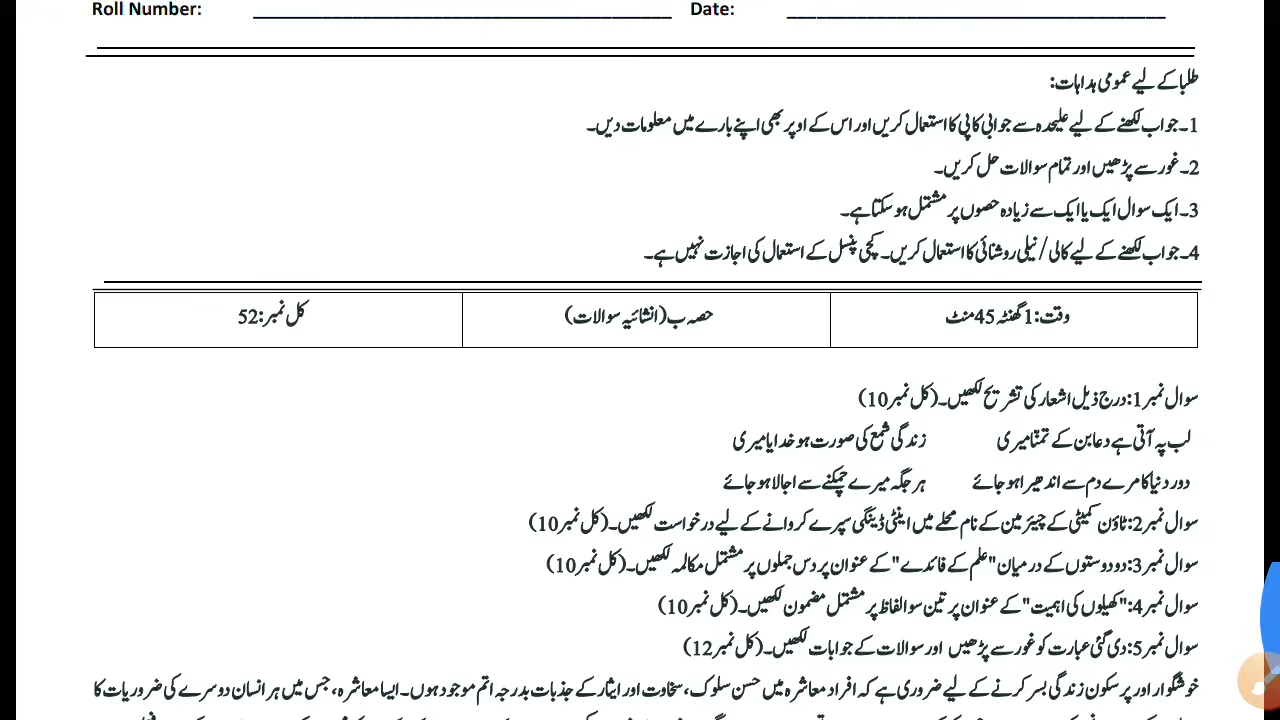 Roll Number: ______________________ Date: ______________________
طلبا کے لیے عمومی ہدایات:
1۔جواب لکھنے کے لیے علیحدہ سے جوابی کاپی کا استعمال کریں اور اس کے اوپر بھی اپنے بارے میں معلومات دیں۔
2۔غور سے پڑھیں اور تمام سوالات حل کریں۔
3۔ایک سوال ایک یا ایک سے زیادہ حصوں پر مشتمل ہو سکتا ہے۔
4۔جواب لکھنے کے لیے کالی/نیلی روشنائی کا استعمال کریں۔ کچی پنسل کے استعمال کی اجازت نہیں ہے۔
وقت:1 گھنٹہ 45منٹ حصہ ب(انشائیہ سوالات) کل نمبر:52
سوال نمبر1:درج ذیل اشعار کی تشریح لکھیں۔(کل نمبر10)
لب پہ آتی ہے دعا بن کے تمنّا میری زندگی شمع کی صورت ہو خدایا میری
دور دنیا کا مرے دم سے اندھیرا ہو جائے ہر جگہ میرے چمکنے سے اجالا ہو جائے
سوال نمبر2:ٹاؤن کمیٹی کے چیئرمین کے نام محلے میں اینٹی ڈینگی سپرے کروانے کے لیے درخواست لکھیں۔(کل نمبر10)
سوال نمبر3:دو دوستوں کے درمیان "علم کے فائدے" کے عنوان پر دس جملوں پر مشتمل مکالمہ لکھیں۔(کل نمبر10)
سوال نمبر4:"کھیلوں کی اہمیت" کے عنوان پر تین سو الفاظ پر مشتمل مضمون لکھیں۔(کل نمبر10)
سوال نمبر5:دی گئی عبارت کو غور سے پڑھیں اور سوالات کے جوابات لکھیں۔(کل نمبر12)
خوشگوار اور پر سکون زندگی بسر کرنے کے لیے ضروری ہے کہ افراد معاشرہ میں حسن سلوک، سخاوت اور ایثار کے جذبات بدرجہ اتم موجود ہوں۔ ایسا معاشرہ، جس میں ہر انسان دوسرے کی ضروریات کا